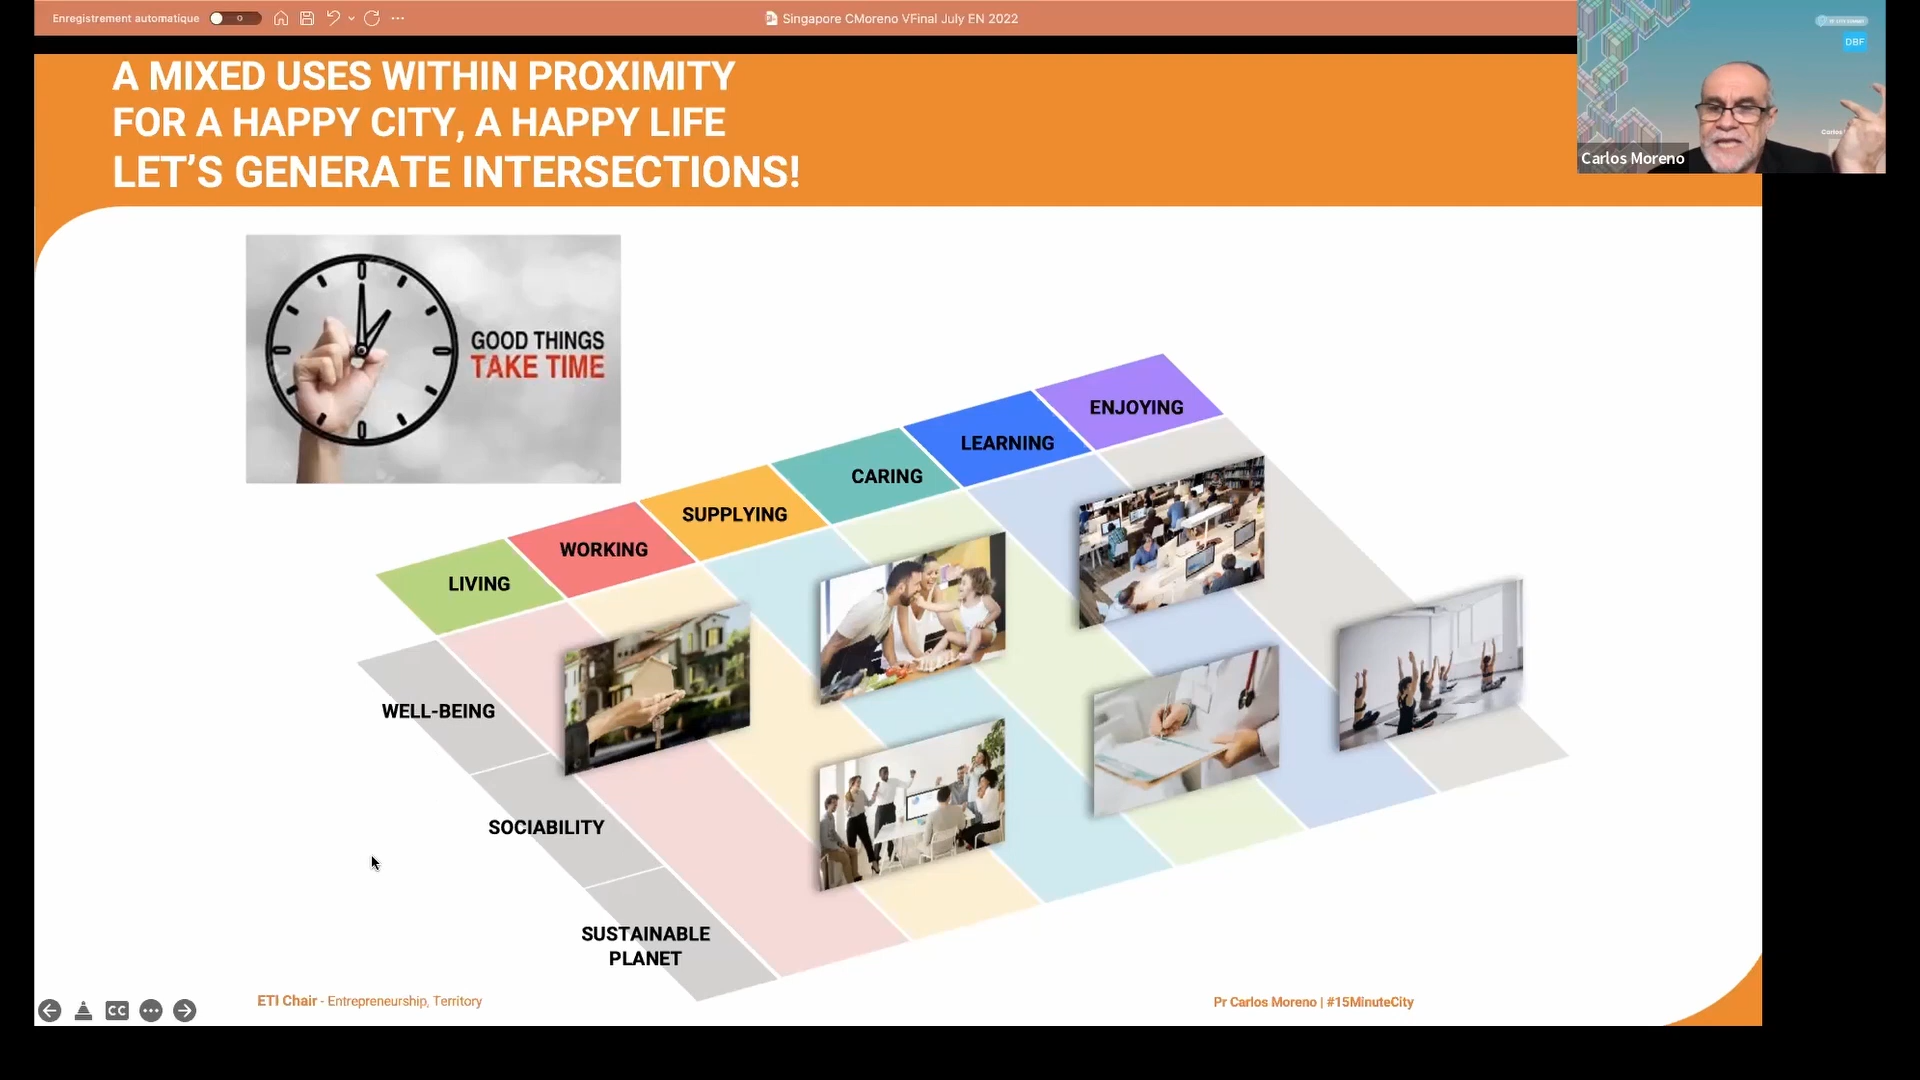 Enregistrement automatique
Singapore CMoreno VFinal July EN 2022
DBF
Carlos Moreno
A MIXED USES WITHIN PROXIMITY
FOR A HAPPY CITY, A HAPPY LIFE
LET'S GENERATE INTERSECTIONS!
GOOD THINGS
TAKE TIME
ENJOYING
LEARNING
CARING
SUPPLYING
WORKING
LIVING
WELL-BEING
SOCIABILITY
SUSTAINABLE
PLANET
CC
ETI Chair - Entrepreneurship, Territory
Pr Carlos Moreno | #15MinuteCity